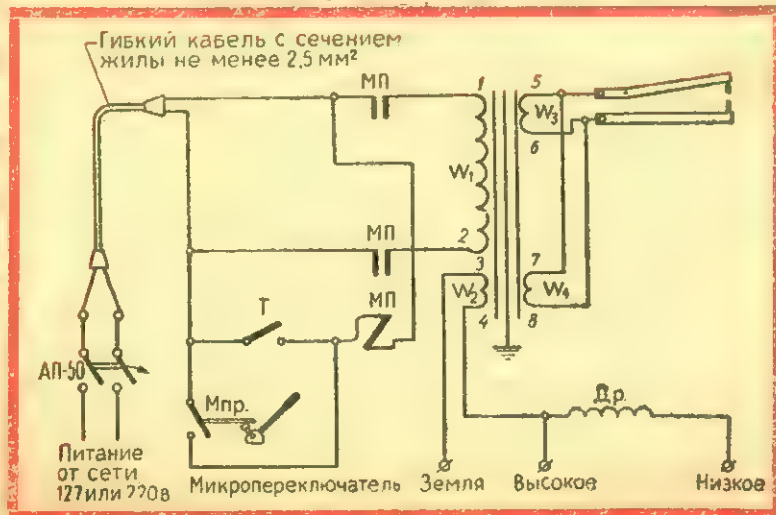 Гибкий кабель с сечением
жилы не менее 2,5 мм²
МП
1
5
W3
6
W1
МП
2
3
7
МП
W2
W4
4
8
Т
АП-50
Мпр.
Др.
Питание
от сети
127 или 220в
Микропереключатель
Земля
Высокое
Низкое